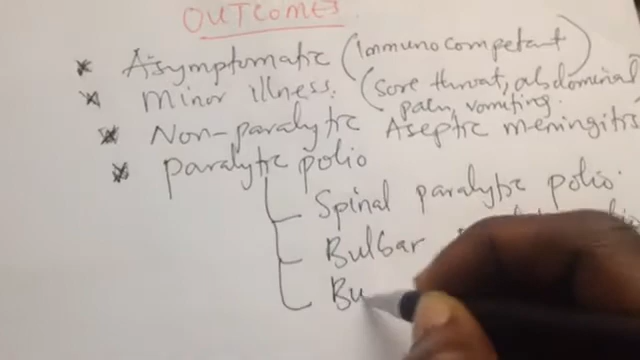 OUTCOMES.
* Asymptomatic (Immunocompetant)
* Minor illness. (Sore throat, abdominal
pain, vomiting.
* Non-paralytic Aseptic meningitis
* Paralytic polio
Spinal paralytic polio.
Bulbar
Bu